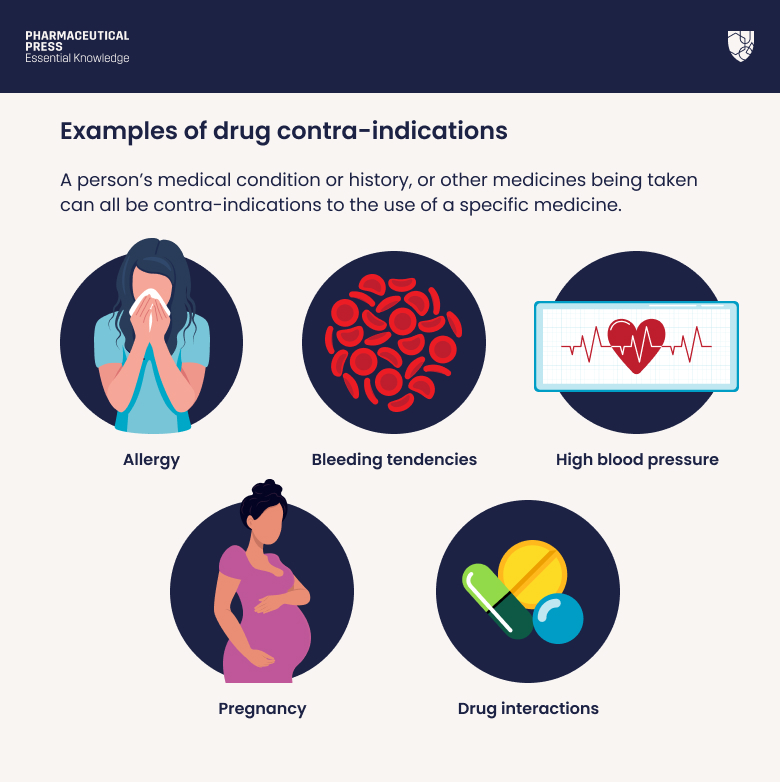 PHARMACEUTICAL
PRESS
Essential Knowledge
Examples of drug contra-indications
A person's medical condition or history, or other medicines being taken
can all be contra-indications to the use of a specific medicine.
Allergy
Bleeding tendencies
High blood pressure
Pregnancy
Drug interactions